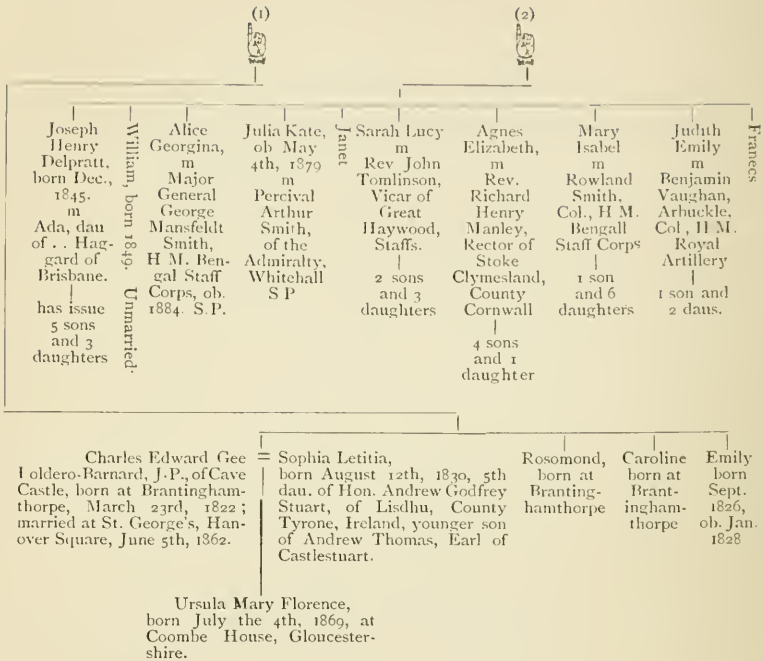 (1)
(2)
Joseph
Henry
Delpratt,
born Dec.,
1845.
m
Ada, dau
of . . Hag-
gard of
Brisbane.
has issue
5 sons
and 3
daughters
William, born 1849. Unmarried.
Alice
Georgina,
m
Major
General
George
Mansfeldt
Smith,
H M. Ben-
gal Staff
Corps, ob.
1884. S.P.
Julia Kate,
ob May
4th, 1879
m
Percival
Arthur
Smith,
of the
Admiralty,
Whitehall
S P
Janet
Sarah Lucy
m
Rev John
Tomlinson,
Vicar of
Great
Haywood,
Staffs.
2 sons
and 3
daughters
Agnes
Elizabeth,
m
Rev.
Richard
Henry
Manley,
Rector of
Stoke
Clymesland,
County
Cornwall
4 sons
and 1
daughter
Mary
Isabel
m
Rowland
Smith,
Col., H M.
Bengall
Staff Corps
1 son
and 6
daughters
Judith
Emily
m
Benjamin
Vaughan,
Arbuckle,
Col, H M.
Royal
Artillery
1 son and
2 daus.
Franecs
Charles Edward Gee
oldero-Barnard, J.P., of Cave
Castle, born at Brantingham-
thorpe, March 23rd, 1822;
married at St. George's, Han-
over Square, June 5th, 1862.
= Sophia Letitia,
born August 12th, 1830, 5th
dau. of Hon. Andrew Godfrey
Stuart, of Lisdhu, County
Tyrone, Ireland, younger son
of Andrew Thomas, Earl of
Castlestuart.
Rosomond,
born at
Branting-
hamthorpe
Caroline
born at
Brant-
ingham-
thorpe
Emily
born
Sept.
1826,
ob. Jan.
1828
Ursula Mary Florence,
born July the 4th, 1869, at
Coombe House, Gloucester-
shire.